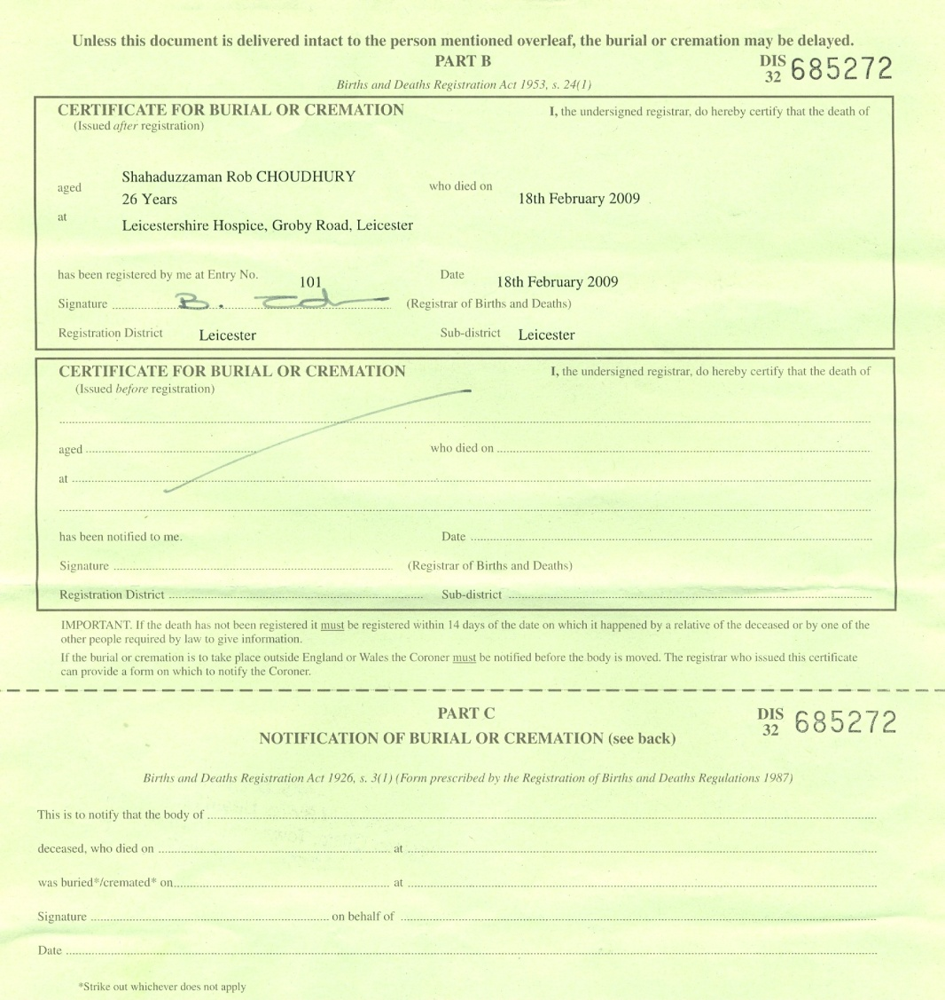 Unless this document is delivered intact to the person mentioned overleaf, the burial or cremation may be delayed.
PART B
DIS 32 685272
Births and Deaths Registration Act 1953, s. 24(1)
CERTIFICATE FOR BURIAL OR CREMATION
I, the undersigned registrar, do hereby certify that the death of
(Issued after registration)
Shahaduzzaman Rob CHOUDHURY
aged 26 Years who died on 18th February 2009
at Leicestershire Hospice, Groby Road, Leicester
has been registered by me at Entry No. 101 Date 18th February 2009
Signature B. (Registrar of Births and Deaths)
Registration District Leicester Sub-district Leicester
CERTIFICATE FOR BURIAL OR CREMATION
I, the undersigned registrar, do hereby certify that the death of
(Issued before registration)
aged who died on
at
has been notified to me. Date
Signature (Registrar of Births and Deaths)
Registration District Sub-district
IMPORTANT. If the death has not been registered it must be registered within 14 days of the date on which it happened by a relative of the deceased or by one of the
other people required by law to give information.
If the burial or cremation is to take place outside England or Wales the Coroner must be notified before the body is moved. The registrar who issued this certificate
can provide a form on which to notify the Coroner.
PART C
DIS 32 685272
NOTIFICATION OF BURIAL OR CREMATION (see back)
Births and Deaths Registration Act 1926, s. 3(1) (Form prescribed by the Registration of Births and Deaths Regulations 1987)
This is to notify that the body of
deceased, who died on at
was buried*/cremated* on at
Signature on behalf of
Date
*Strike out whichever does not apply